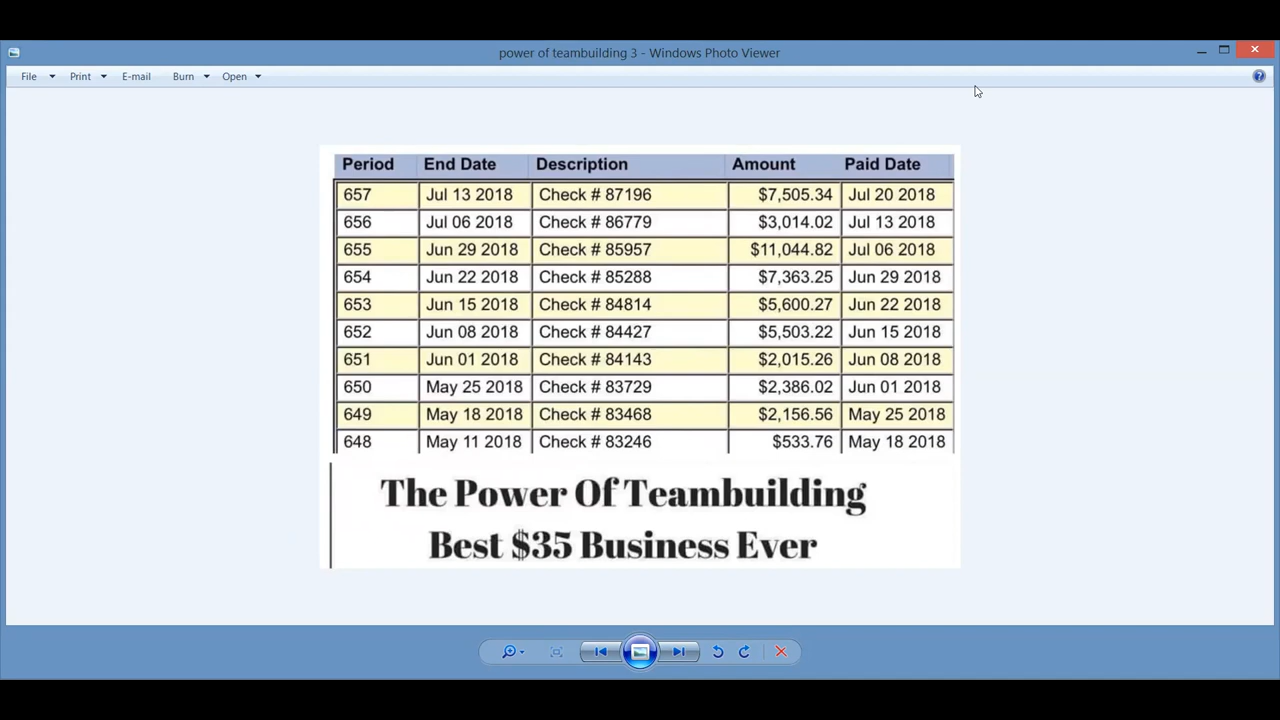 power of teambuilding 3 - Windows Photo Viewer
File Print E-mail Burn Open
Period End Date Description Amount Paid Date
657 Jul 13 2018 Check # 87196 $7,505.34 Jul 20 2018
656 Jul 06 2018 Check # 86779 $3,014.02 Jul 13 2018
655 Jun 29 2018 Check # 85957 $11,044.82 Jul 06 2018
654 Jun 22 2018 Check # 85288 $7,363.25 Jun 29 2018
653 Jun 15 2018 Check # 84814 $5,600.27 Jun 22 2018
652 Jun 08 2018 Check # 84427 $5,503.22 Jun 15 2018
651 Jun 01 2018 Check # 84143 $2,015.26 Jun 08 2018
650 May 25 2018 Check # 83729 $2,386.02 Jun 01 2018
649 May 18 2018 Check # 83468 $2,156.56 May 25 2018
648 May 11 2018 Check # 83246 $533.76 May 18 2018
The Power Of Teambuilding
Best $35 Business Ever